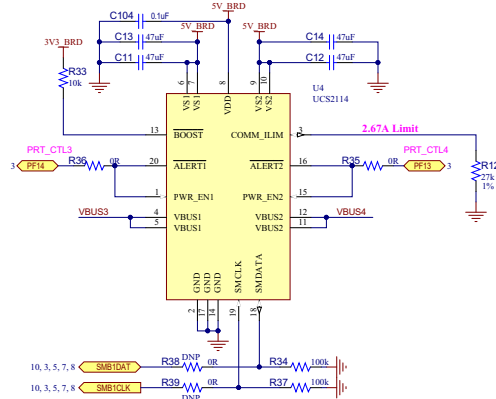 5V_BRD
C104 0.1uF
5V_BRD 5V_BRD
C13 47uF
C14 47uF
3V3_BRD
C11 47uF
C12 47uF
R33
10k
6 7 8 9 10
VS1 VS1 VDD VS2 VS2
U4
UCS2114
13 BOOST COMM_ILIM 3 2.67A Limit
PRT_CTL3 PRT_CTL4
3 PF14 R36 0R 20 ALERT1 ALERT2 16 R35 0R PF13 3
R12
27k
1%
1 PWR_EN1 PWR_EN2 15
VBUS3 4 VBUS1 VBUS2 12 VBUS4
5 VBUS1 VBUS2 11
GND GND GND SMCLK SMDATA
2 17 14 19 18
DNP
10, 3, 5, 7, 8 SMB1DAT R38 0R R34 100k
10, 3, 5, 7, 8 SMB1CLK R39 0R R37 100k
DNP